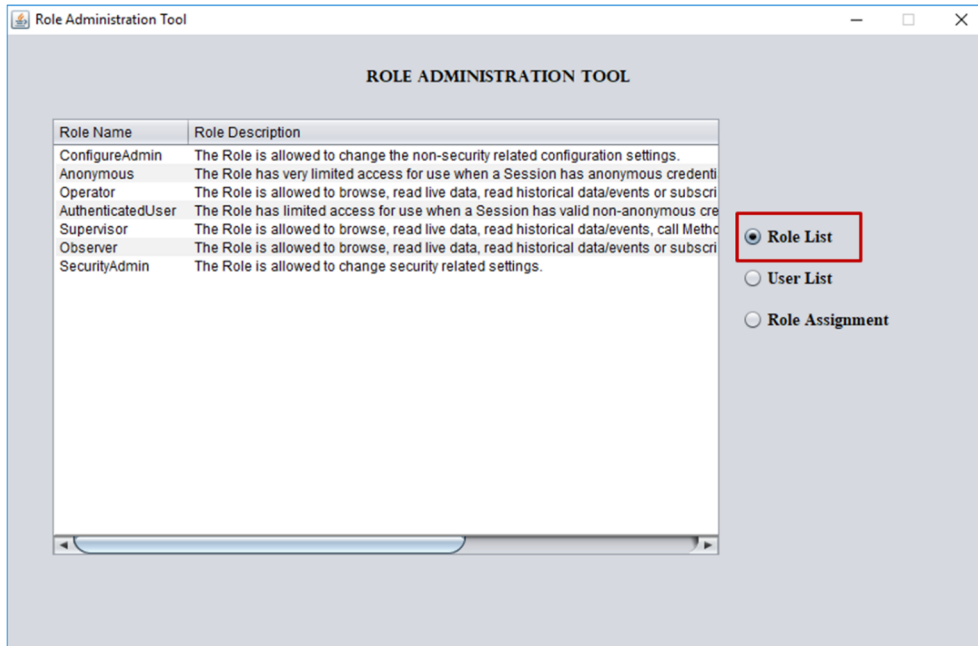 Role Administration Tool
ROLE ADMINISTRATION TOOL
Role Name Role Description
ConfigureAdmin The Role is allowed to change the non-security related configuration settings.
Anonymous The Role has very limited access for use when a Session has anonymous credenti
Operator The Role is allowed to browse, read live data, read historical data/events or subscri
AuthenticatedUser The Role has limited access for use when a Session has valid non-anonymous cre
Supervisor The Role is allowed to browse, read live data, read historical data/events, call Metho
Observer The Role is allowed to browse, read live data, read historical data/events or subscri
SecurityAdmin The Role is allowed to change security related settings.
Role List
User List
Role Assignment